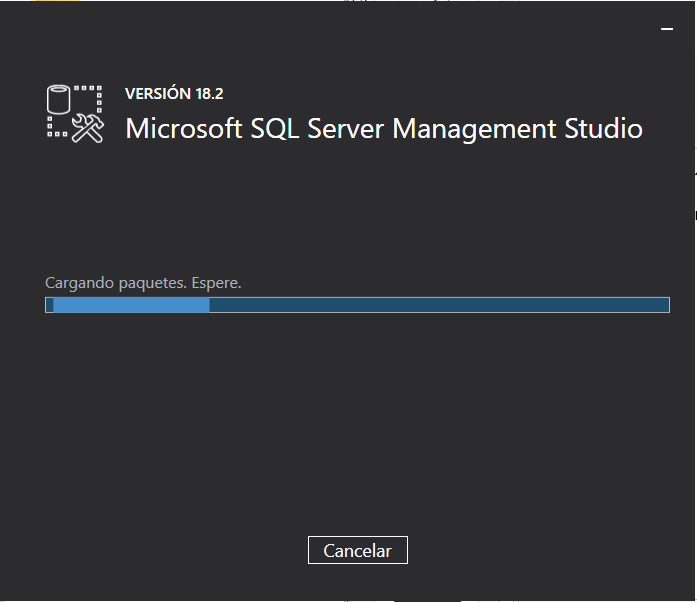 VERSIÓN 18.2
Microsoft SQL Server Management Studio
Cargando paquetes. Espere.
Cancelar